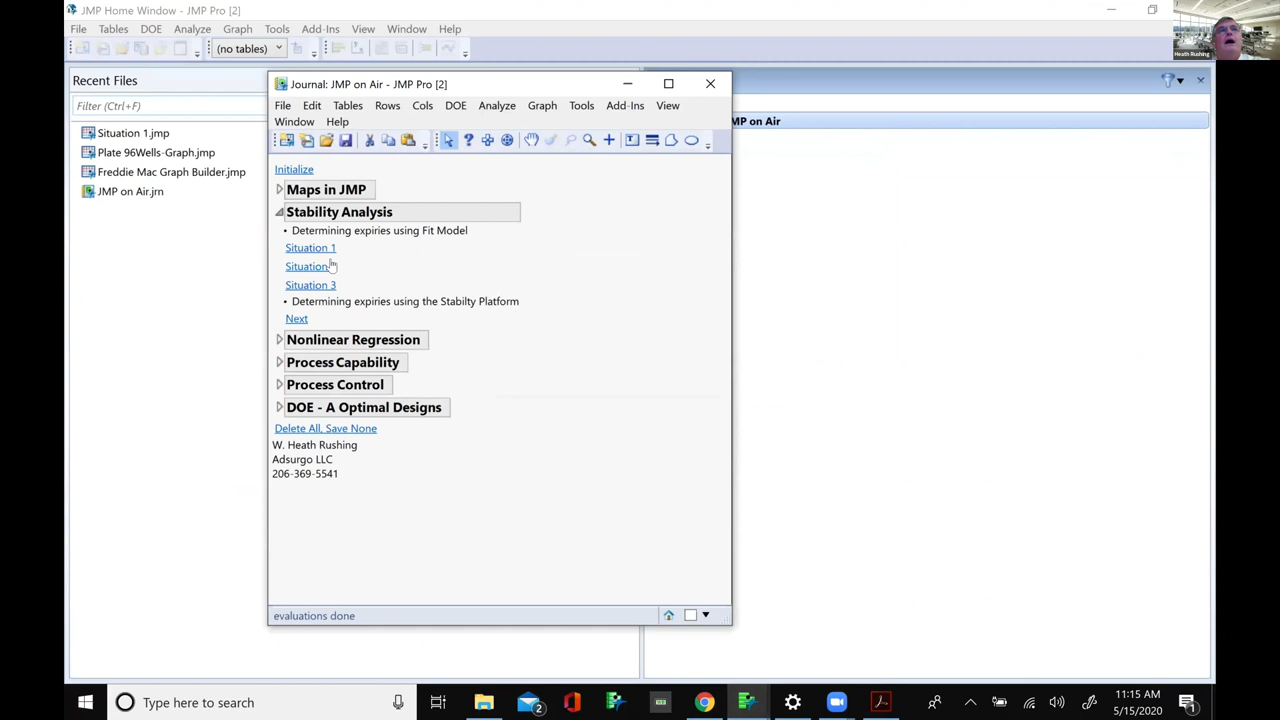 JMP Home Window - JMP Pro [2]
File Tables DOE Analyze Graph Tools Add-Ins View Window Help
(no tables)
Recent Files
Filter (Ctrl+F)
Situation 1.jmp
Plate 96Wells-Graph.jmp
Freddie Mac Graph Builder.jmp
JMP on Air.jrn
Journal: JMP on Air - JMP Pro [2]
File Edit Tables Rows Cols DOE Analyze Graph Tools Add-Ins View
Window Help
Initialize
Maps in JMP
Stability Analysis
• Determining expiries using Fit Model
Situation 1
Situation
Situation 3
• Determining expiries using the Stabilty Platform
Next
Nonlinear Regression
Process Capability
Process Control
DOE - A Optimal Designs
Delete All, Save None
W. Heath Rushing
Adsurgo LLC
206-369-5541
evaluations done
MP on Air
Heath Rushing
Type here to search
2
11:15 AM
5/15/2020
1